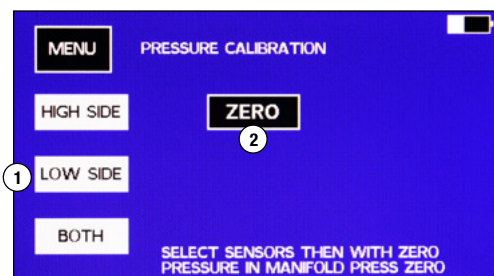 MENU
PRESSURE CALIBRATION
HIGH SIDE
ZERO
2
1
LOW SIDE
BOTH
SELECT SENSORS THEN WITH ZERO
PRESSURE IN MANIFOLD PRESS ZERO